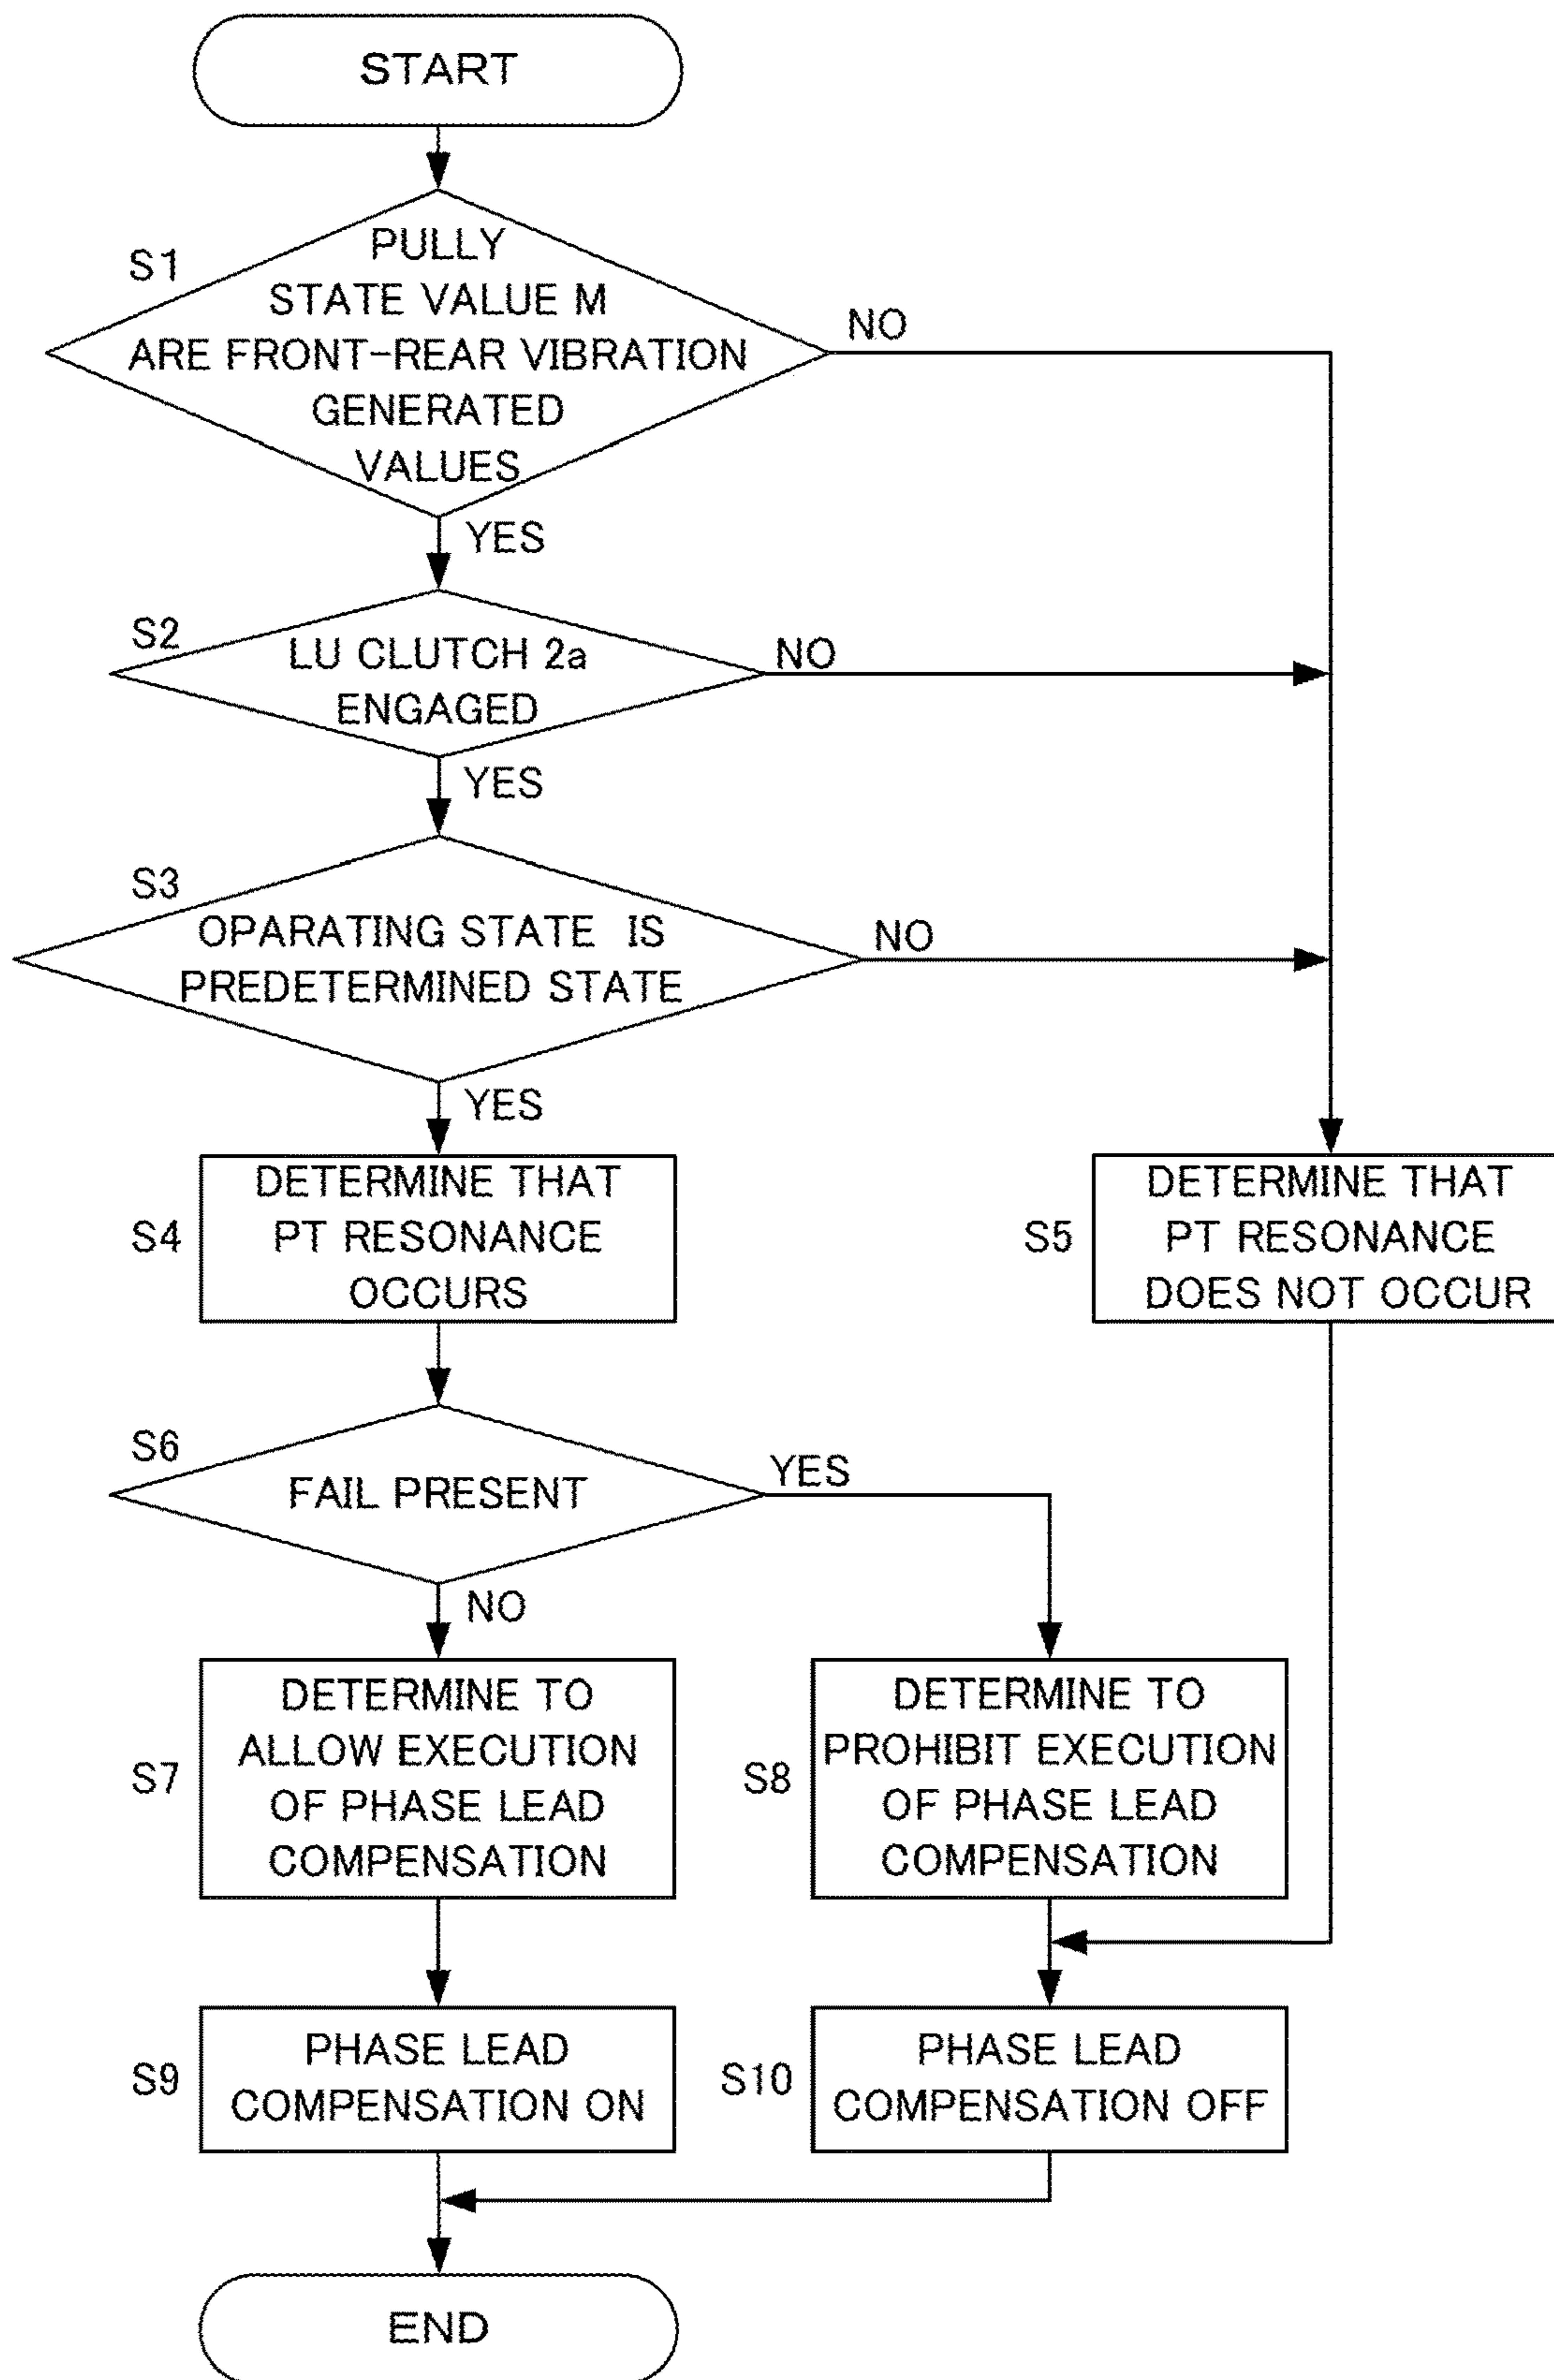 START
S1
PULLY
STATE VALUE M
ARE FRONT-REAR VIBRATION
GENERATED
VALUES
NO
YES
S2
LU CLUTCH 2a
ENGAGED
NO
YES
S3
OPARATING STATE IS
PREDETERMINED STATE
NO
YES
S4
DETERMINE THAT
PT RESONANCE
OCCURS
S5
DETERMINE THAT
PT RESONANCE
DOES NOT OCCUR
S6
FAIL PRESENT
YES
NO
S7
DETERMINE TO
ALLOW EXECUTION
OF PHASE LEAD
COMPENSATION
S8
DETERMINE TO
PROHIBIT EXECUTION
OF PHASE LEAD
COMPENSATION
S9
PHASE LEAD
COMPENSATION ON
S10
PHASE LEAD
COMPENSATION OFF
END